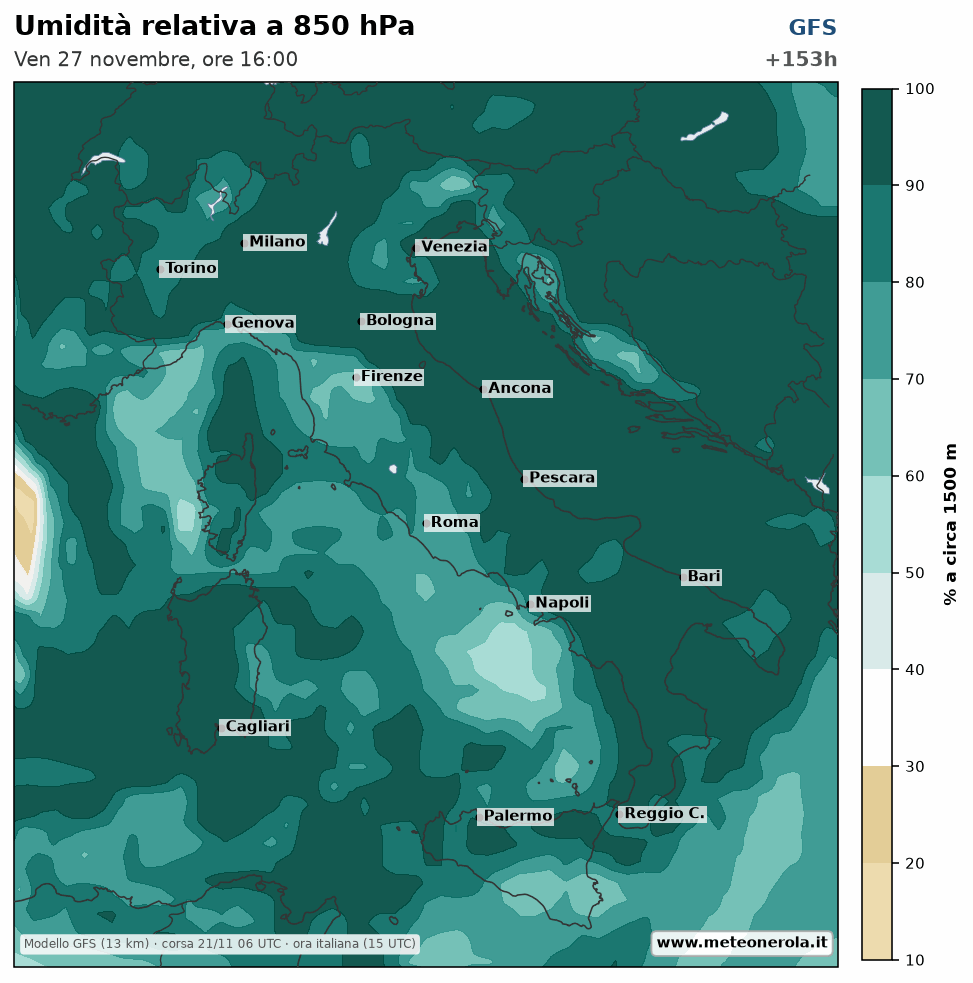 Umidità relativa a 850 hPa
GFS
Ven 27 novembre, ore 16:00
+153h
Milano
Venezia
Torino
Genova
Bologna
Firenze
Ancona
Pescara
Roma
Bari
Napoli
Cagliari
Palermo
Reggio C.
100
90
80
70
60
50
40
30
20
10
% a circa 1500 m
Modello GFS (13 km) · corsa 21/11 06 UTC · ora italiana (15 UTC)
www.meteonerola.it